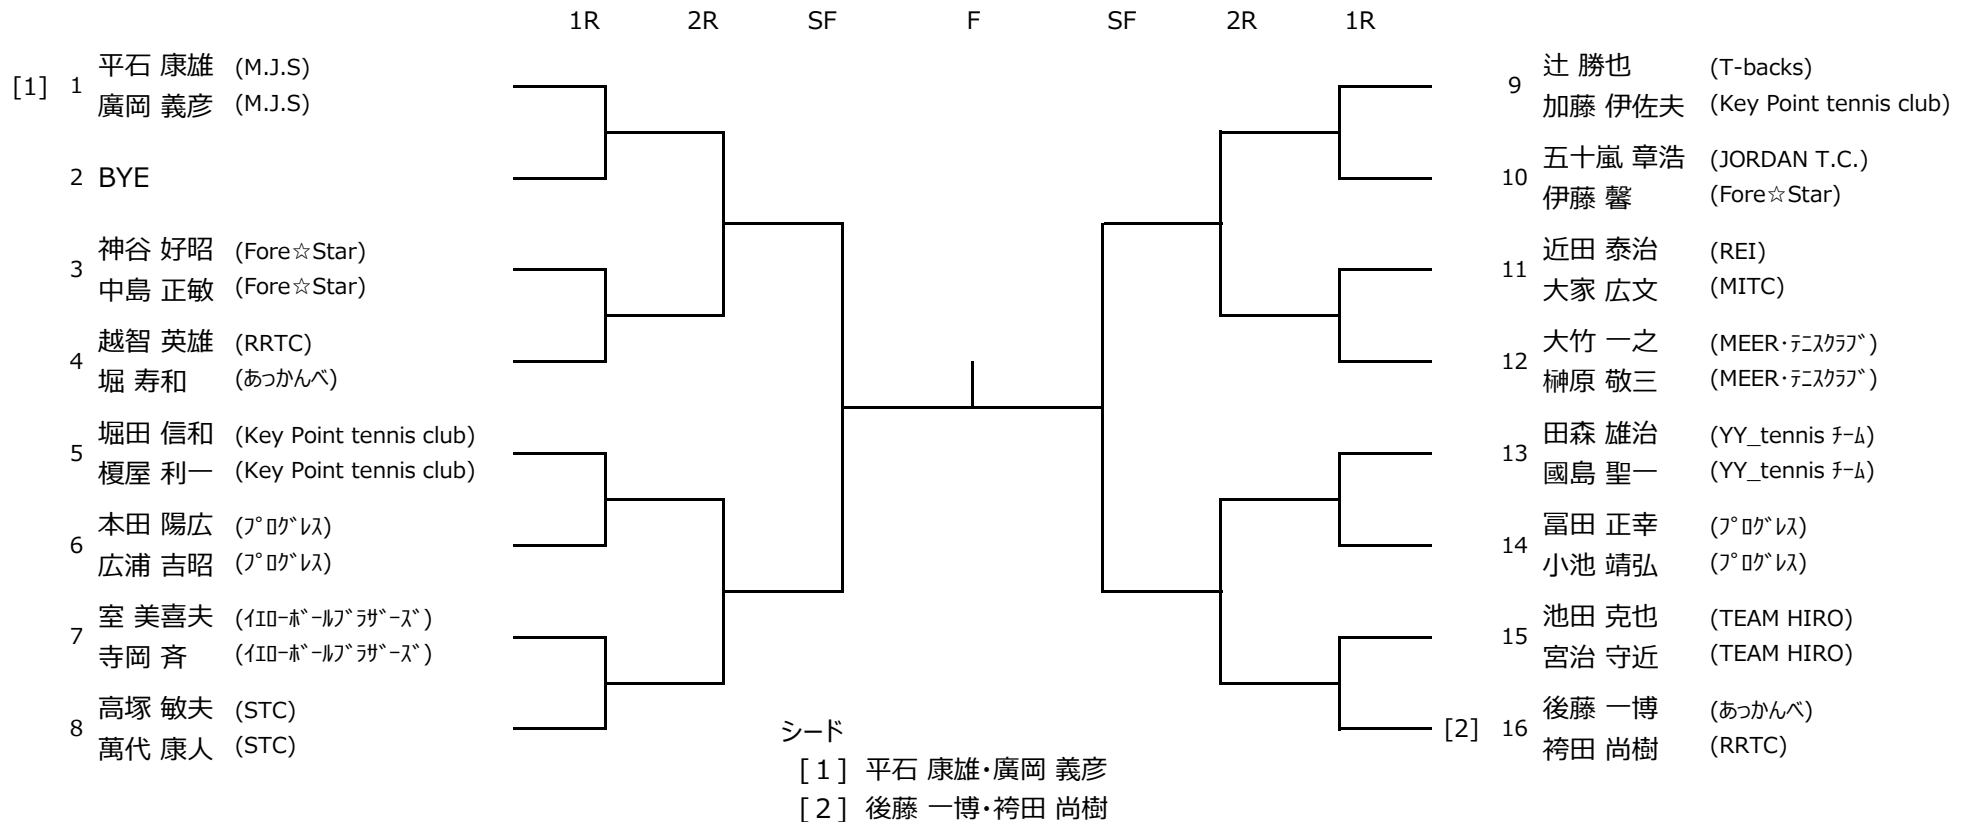 1R 2R SF F SF 2R 1R
[1] 1 平石 康雄 (M.J.S)
廣岡 義彦 (M.J.S)
2 BYE
3 神谷 好昭 (Fore☆Star)
中島 正敏 (Fore☆Star)
4 越智 英雄 (RRTC)
堀 寿和 (あっかんべ)
5 堀田 信和 (Key Point tennis club)
榎屋 利一 (Key Point tennis club)
6 本田 陽広 (ﾌﾟﾛｸﾞﾚｽ)
広浦 吉昭 (ﾌﾟﾛｸﾞﾚｽ)
7 室 美喜夫 (ｲｴﾛｰﾎﾞｰﾙﾌﾞﾗｻﾞｰｽﾞ)
寺岡 斉 (ｲｴﾛｰﾎﾞｰﾙﾌﾞﾗｻﾞｰｽﾞ)
8 高塚 敏夫 (STC)
萬代 康人 (STC)
9 辻 勝也 (T-backs)
加藤 伊佐夫 (Key Point tennis club)
10 五十嵐 章浩 (JORDAN T.C.)
伊藤 馨 (Fore☆Star)
11 近田 泰治 (REI)
大家 広文 (MITC)
12 大竹 一之 (MEER･ﾃﾆｽｸﾗﾌﾞ)
榊原 敬三 (MEER･ﾃﾆｽｸﾗﾌﾞ)
13 田森 雄治 (YY_tennis ﾁｰﾑ)
國島 聖一 (YY_tennis ﾁｰﾑ)
14 冨田 正幸 (ﾌﾟﾛｸﾞﾚｽ)
小池 靖弘 (ﾌﾟﾛｸﾞﾚｽ)
15 池田 克也 (TEAM HIRO)
宮治 守近 (TEAM HIRO)
[2] 16 後藤 一博 (あっかんべ)
袴田 尚樹 (RRTC)
シード
[１] 平石 康雄･廣岡 義彦
[２] 後藤 一博･袴田 尚樹